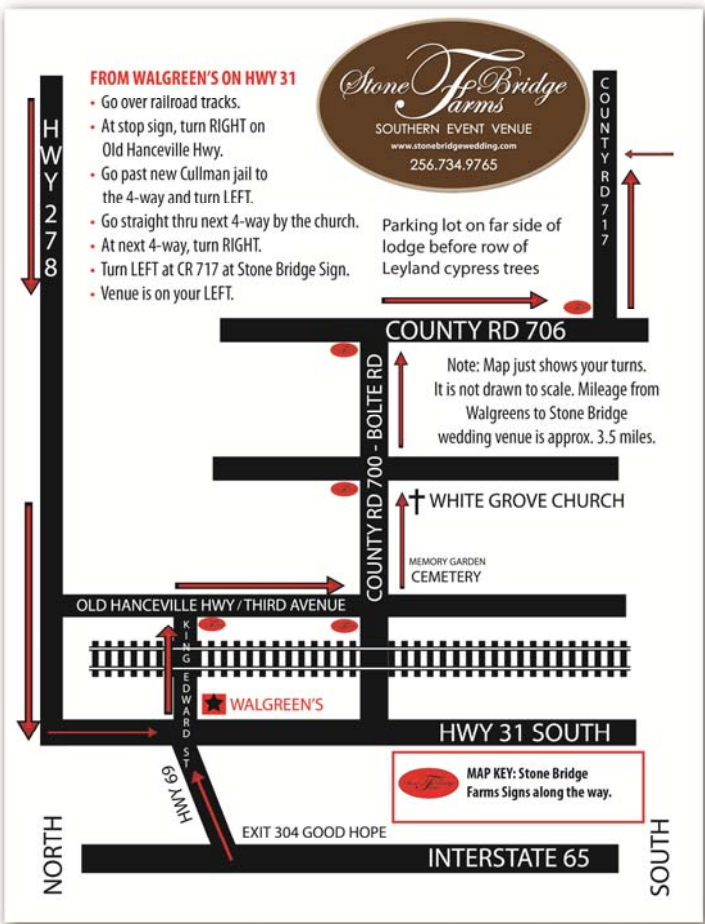 FROM WALGREEN'S ON HWY 31
• Go over railroad tracks.
• At stop sign, turn RIGHT on
Old Hanceville Hwy.
• Go past new Cullman jail to
the 4-way and turn LEFT.
• Go straight thru next 4-way by the church.
• At next 4-way, turn RIGHT.
• Turn LEFT at CR 717 at Stone Bridge Sign.
• Venue is on your LEFT.
Stone Bridge
Farms
SOUTHERN EVENT VENUE
www.stonebridgewedding.com
256.734.9765
COUNTY RD 717
HWY 278
Parking lot on far side of
lodge before row of
Leyland cypress trees
COUNTY RD 706
Note: Map just shows your turns.
It is not drawn to scale. Mileage from
Walgreens to Stone Bridge
wedding venue is approx. 3.5 miles.
COUNTY RD 700 - BOLTE RD
WHITE GROVE CHURCH
MEMORY GARDEN
CEMETERY
OLD HANCEVILLE HWY / THIRD AVENUE
KING EDWARD ST
WALGREEN'S
HWY 31 SOUTH
HWY 69
MAP KEY: Stone Bridge
Farms Signs along the way.
EXIT 304 GOOD HOPE
INTERSTATE 65
NORTH
SOUTH